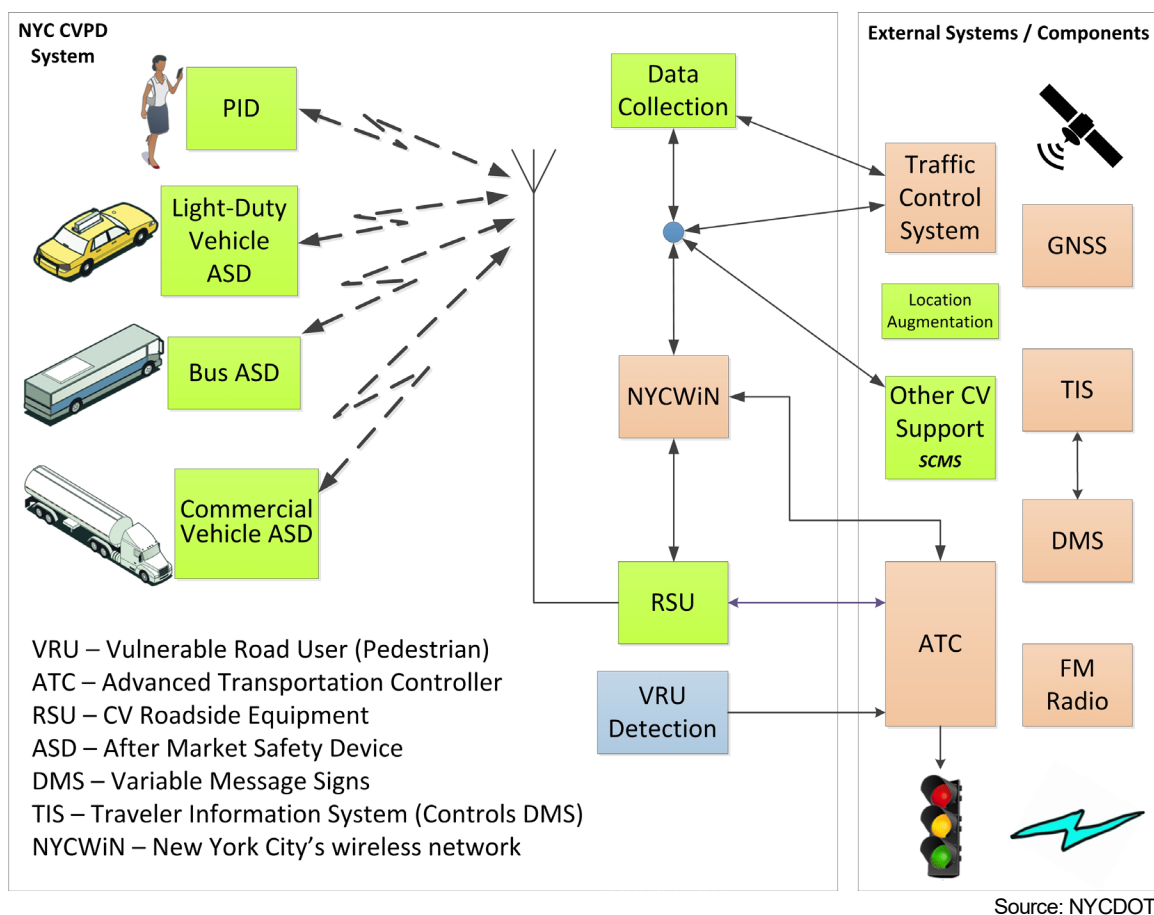 NYC CVPD
System
External Systems / Components
PID
Data
Collection
Traffic
Control
System
Light-Duty
Vehicle
ASD
GNSS
Location
Augmentation
Bus ASD
NYCWiN
Other CV
Support
SCMS
TIS
Commercial
Vehicle ASD
DMS
RSU
ATC
VRU
Detection
FM
Radio
VRU – Vulnerable Road User (Pedestrian)
ATC – Advanced Transportation Controller
RSU – CV Roadside Equipment
ASD – After Market Safety Device
DMS – Variable Message Signs
TIS – Traveler Information System (Controls DMS)
NYCWiN – New York City’s wireless network
Source: NYCDOT